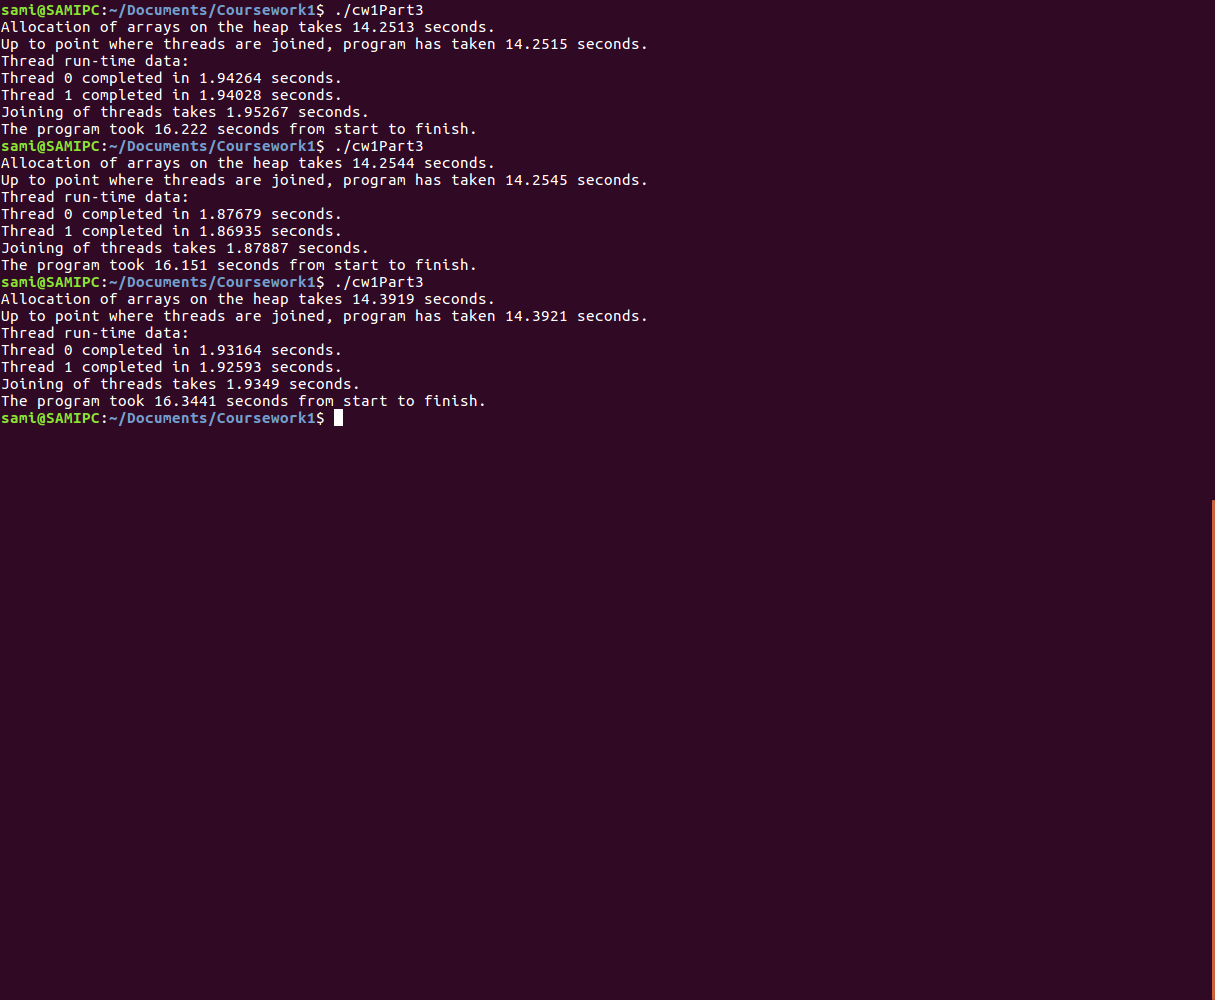 sami@SAMIPC:~/Documents/Coursework1$ ./cw1Part3
Allocation of arrays on the heap takes 14.2513 seconds.
Up to point where threads are joined, program has taken 14.2515 seconds.
Thread run-time data:
Thread 0 completed in 1.94264 seconds.
Thread 1 completed in 1.94028 seconds.
Joining of threads takes 1.95267 seconds.
The program took 16.222 seconds from start to finish.
sami@SAMIPC:~/Documents/Coursework1$ ./cw1Part3
Allocation of arrays on the heap takes 14.2544 seconds.
Up to point where threads are joined, program has taken 14.2545 seconds.
Thread run-time data:
Thread 0 completed in 1.87679 seconds.
Thread 1 completed in 1.86935 seconds.
Joining of threads takes 1.87887 seconds.
The program took 16.151 seconds from start to finish.
sami@SAMIPC:~/Documents/Coursework1$ ./cw1Part3
Allocation of arrays on the heap takes 14.3919 seconds.
Up to point where threads are joined, program has taken 14.3921 seconds.
Thread run-time data:
Thread 0 completed in 1.93164 seconds.
Thread 1 completed in 1.92593 seconds.
Joining of threads takes 1.9349 seconds.
The program took 16.3441 seconds from start to finish.
sami@SAMIPC:~/Documents/Coursework1$